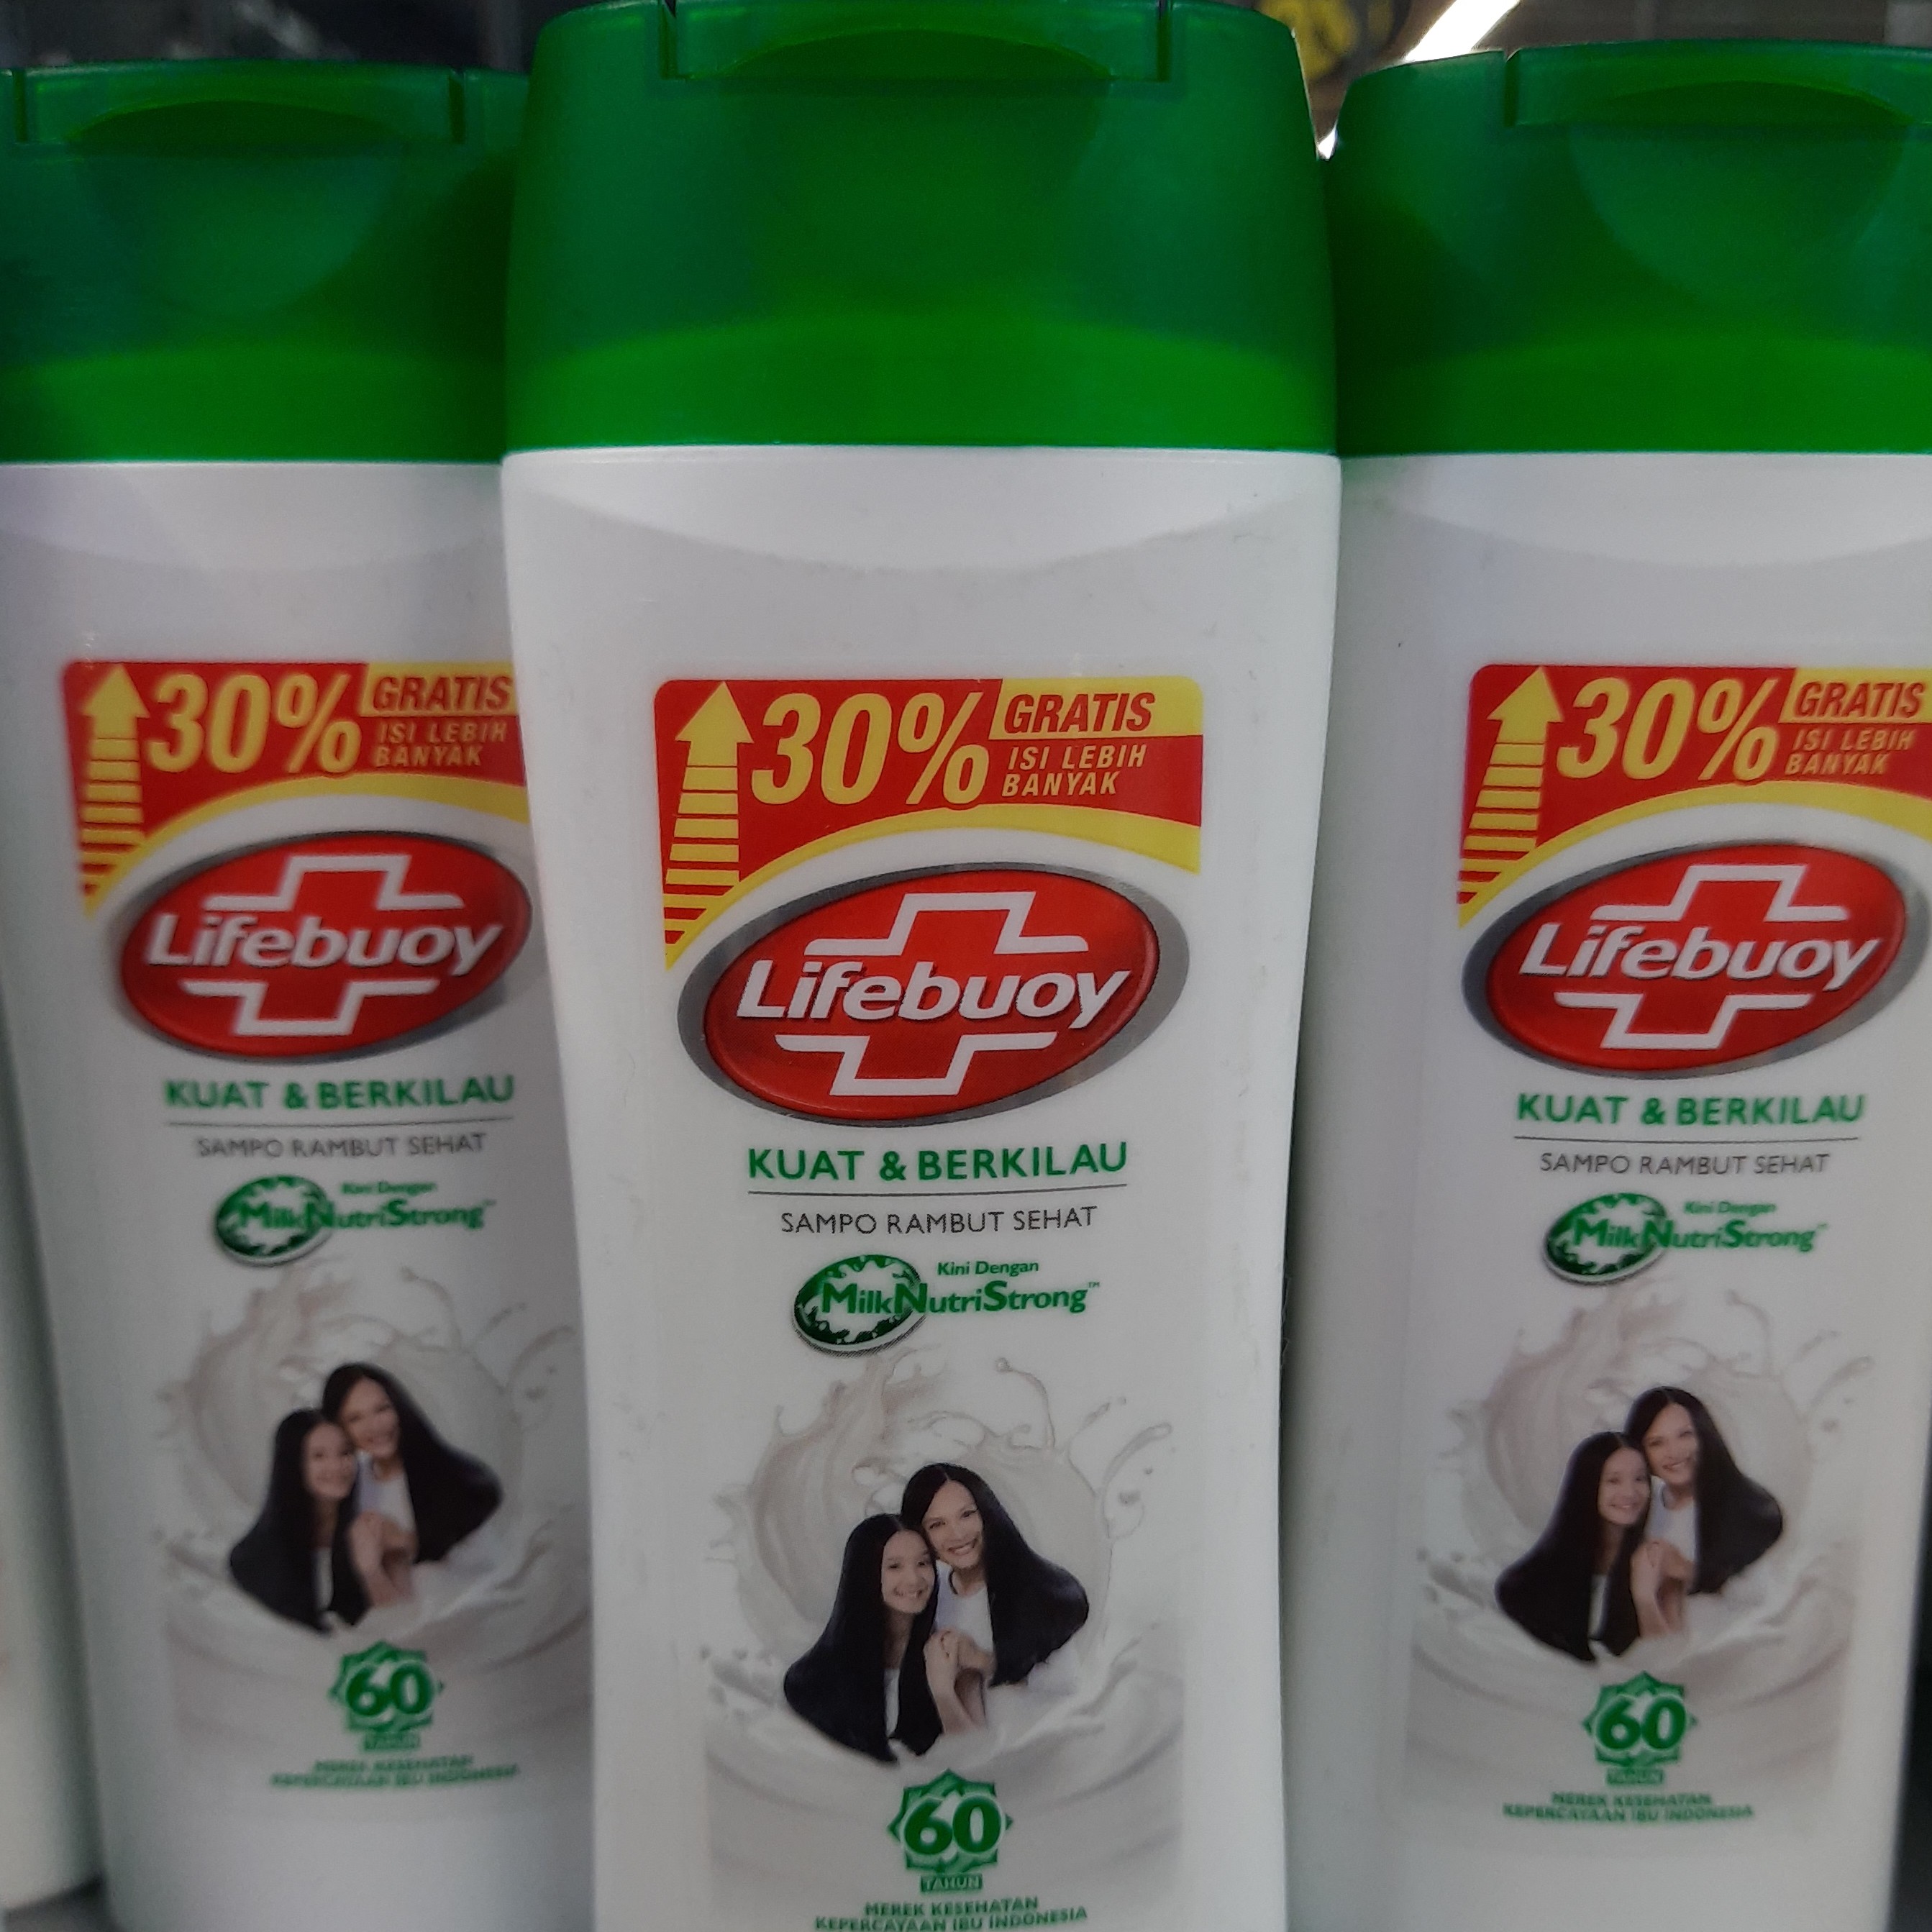 30% GRATIS
ISI LEBIH
BANYAK
Lifebuoy
KUAT & BERKILAU
SAMPO RAMBUT SEHAT
Kini Dengan
MilkNutriStrong™
60
TAHUN
MEREK KESEHATAN
KEPERCAYAAN IBU INDONESIA
30% GRATIS
ISI LEBIH
BANYAK
Lifebuoy
KUAT & BERKILAU
SAMPO RAMBUT SEHAT
Kini Dengan
MilkNutriStrong™
60
TAHUN
MEREK KESEHATAN
KEPERCAYAAN IBU INDONESIA
30% GRATIS
ISI LEBIH
BANYAK
Lifebuoy
KUAT & BERKILAU
SAMPO RAMBUT SEHAT
Kini Dengan
MilkNutriStrong™
60
TAHUN
MEREK KESEHATAN
KEPERCAYAAN IBU INDONESIA